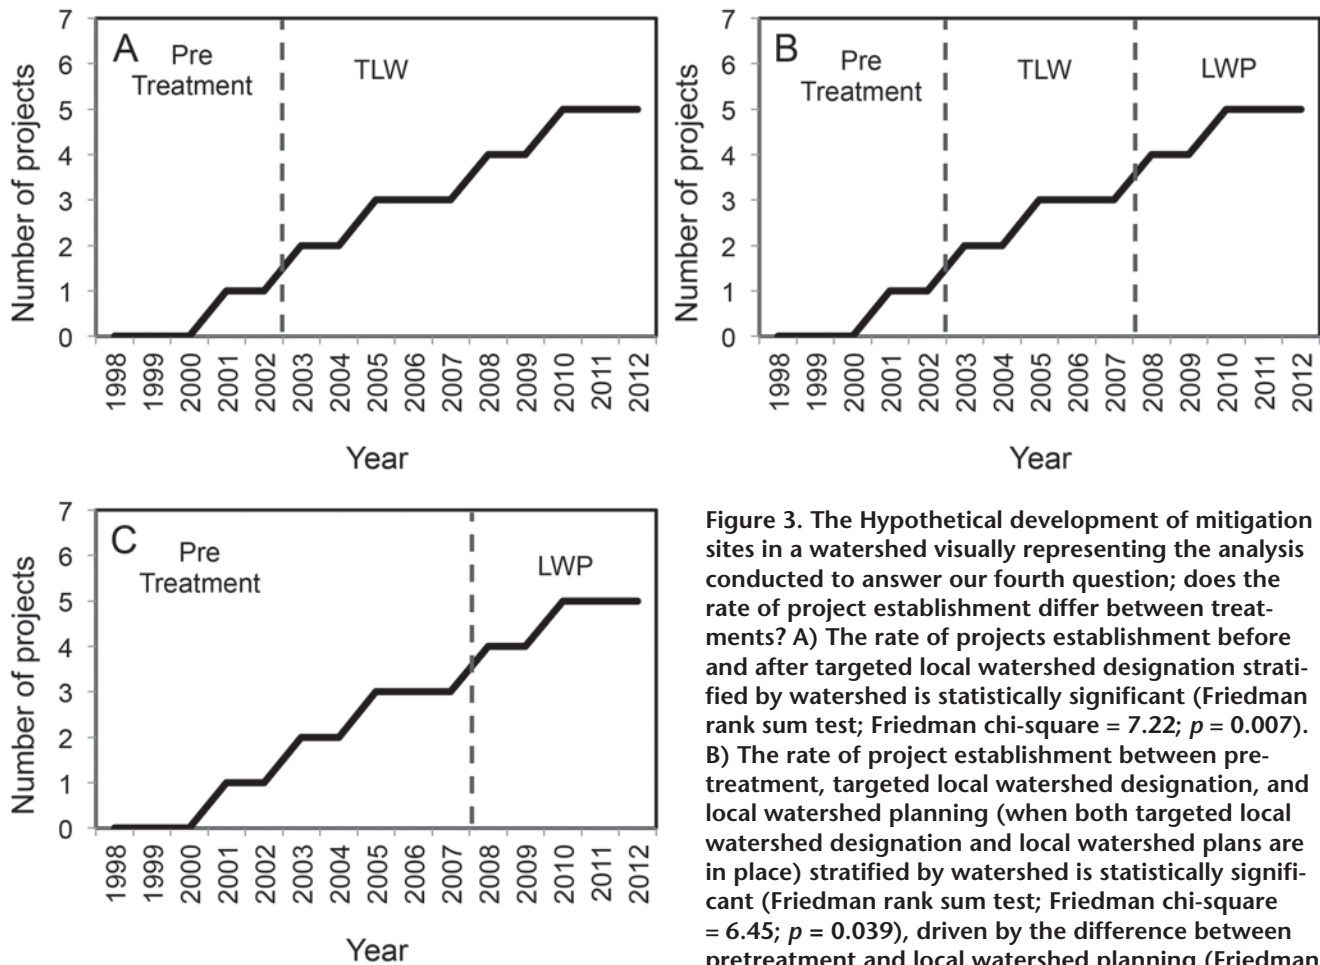 A
Pre
Treatment
TLW
Number of projects
7
6
5
4
3
2
1
0
1998
1999
2000
2001
2002
2003
2004
2005
2006
2007
2008
2009
2010
2011
2012
Year
B
Pre
Treatment
TLW
LWP
Number of projects
7
6
5
4
3
2
1
0
1998
1999
2000
2001
2002
2003
2004
2005
2006
2007
2008
2009
2010
2011
2012
Year
C
Pre
Treatment
LWP
Number of projects
7
6
5
4
3
2
1
0
1998
1999
2000
2001
2002
2003
2004
2005
2006
2007
2008
2009
2010
2011
2012
Year
Figure 3. The Hypothetical development of mitigation
sites in a watershed visually representing the analysis
conducted to answer our fourth question; does the
rate of project establishment differ between treat-
ments? A) The rate of projects establishment before
and after targeted local watershed designation strati-
fied by watershed is statistically significant (Friedman
rank sum test; Friedman chi-square = 7.22; p = 0.007).
B) The rate of project establishment between pre-
treatment, targeted local watershed designation, and
local watershed planning (when both targeted local
watershed designation and local watershed plans are
in place) stratified by watershed is statistically signifi-
cant (Friedman rank sum test; Friedman chi-square
= 6.45; p = 0.039), driven by the difference between
pretreatment and local watershed planning (Friedman